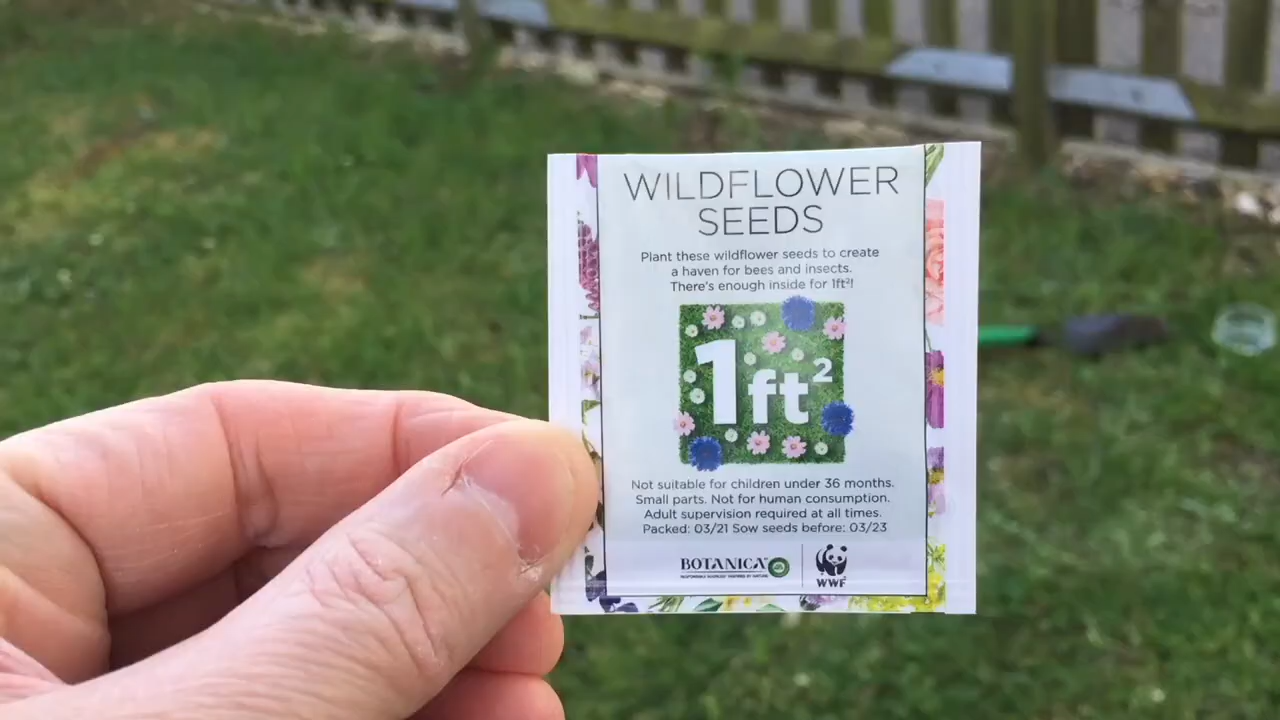 WILDFLOWER
SEEDS
Plant these wildflower seeds to create
a haven for bees and insects.
There's enough inside for 1ft²!
1ft²
Not suitable for children under 36 months.
Small parts. Not for human consumption.
Adult supervision required at all times.
Packed: 03/21 Sow seeds before: 03/23
BOTANICA™
WWF